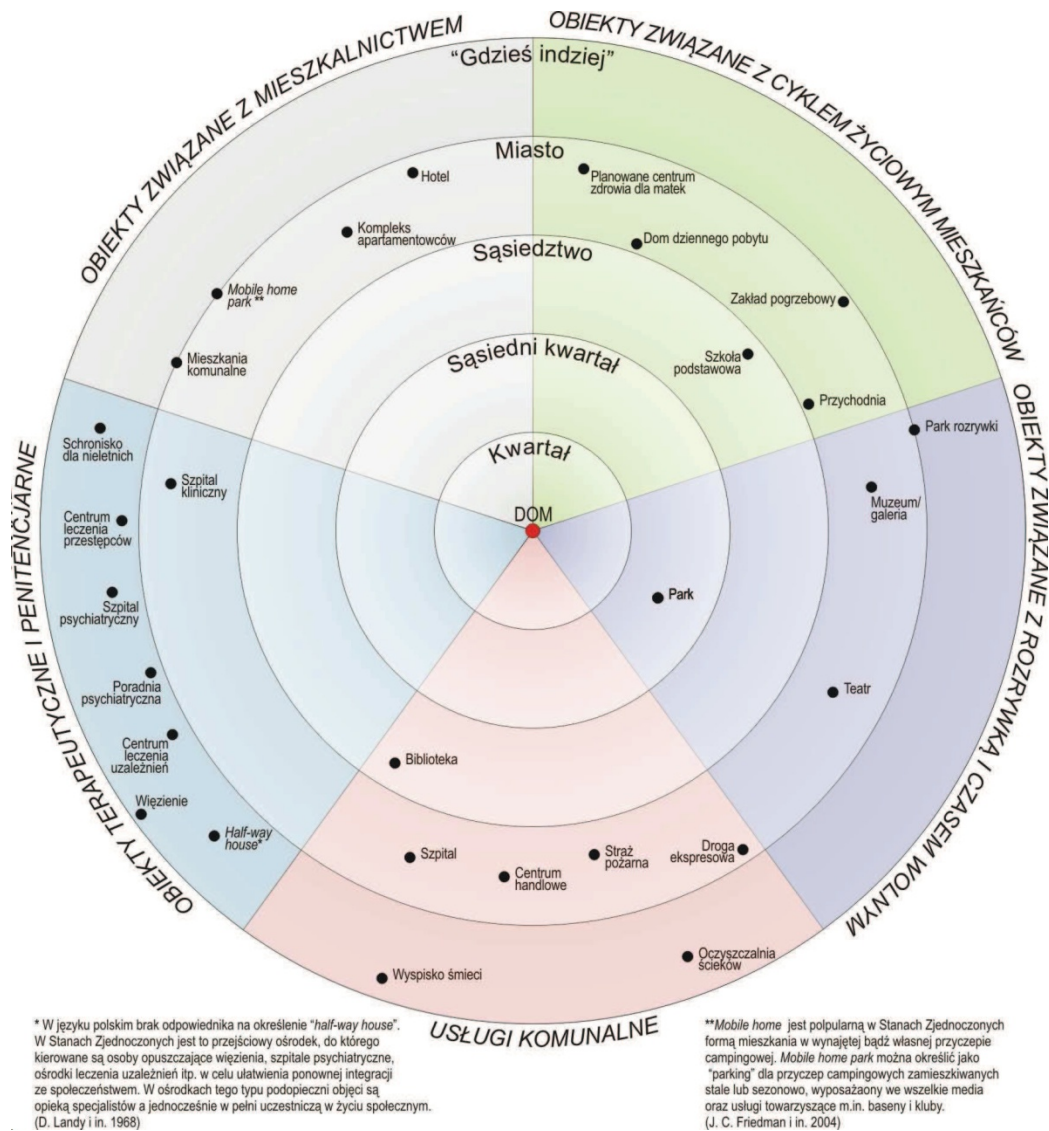 OBIEKTY ZWIĄZANE Z MIESZKALNICTWEM
OBIEKTY ZWIĄZANE Z CYKLEM ŻYCIOWYM MIESZKAŃCÓW
OBIEKTY ZWIĄZANE Z ROZRYWKĄ I CZASEM WOLNYM
USŁUGI KOMUNALNE
OBIEKTY TERAPEUTYCZNE I PENITENCJARNE
“Gdzieś indziej”
Miasto
Sąsiedztwo
Sąsiedni kwartał
Kwartał
DOM
Hotel
Kompleks
apartamentowców
Mobile home
park **
Mieszkania
komunalne
Planowane centrum
zdrowia dla matek
Dom dziennego pobytu
Zakład pogrzebowy
Szkoła
podstawowa
Przychodnia
Park rozrywki
Muzeum/
galeria
Park
Teatr
Schronisko
dla nieletnich
Szpital
kliniczny
Centrum
leczenia
przestępców
Szpital
psychiatryczny
Poradnia
psychiatryczna
Centrum
leczenia
uzależnień
Więzienie
Half-way
house*
Biblioteka
Szpital
Centrum
handlowe
Straż
pożarna
Droga
ekspresowa
Wyspisko śmieci
Oczyszczalnia
ścieków
* W języku polskim brak odpowiednika na określenie “half-way house”.
W Stanach Zjednoczonych jest to przejściowy ośrodek, do którego
kierowane są osoby opuszczające więzienia, szpitale psychiatryczne,
ośrodki leczenia uzależnień itp. w celu ułatwienia ponownej integracji
ze społeczeństwem. W ośrodkach tego typu podopieczni objęci są
opieką specjalistów a jednocześnie w pełni uczestniczą w życiu społecznym.
(D. Landy i in. 1968)
**Mobile home jest polpularną w Stanach Zjednoczonych
formą mieszkania w wynajętej bądź własnej przyczepie
campingowej. Mobile home park można określić jako
"parking" dla przyczep campingowych zamieszkiwanych
stale lub sezonowo, wyposażony we wszelkie media
oraz usługi towarzyszące m.in. baseny i kluby.
(J. C. Friedman i in. 2004)